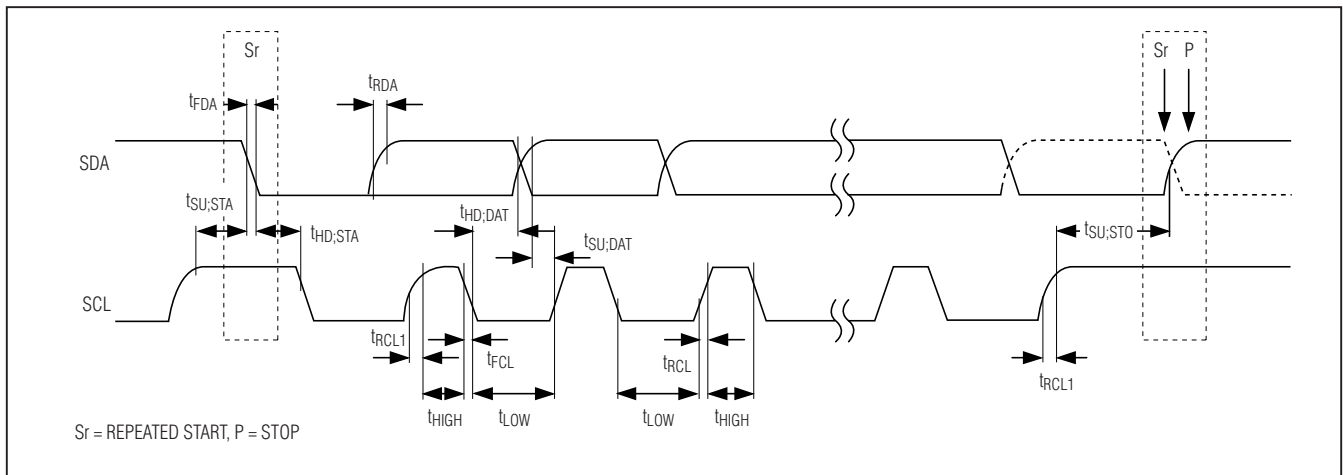 Sr
Sr P
tRDA
tFDA
SDA
tSU;STA
tHD;STA
tHD;DAT
tSU;DAT
tSU;STO
SCL
tRCL1
tFCL
tRCL
tRCL1
tHIGH
tLOW
tLOW
tHIGH
Sr = REPEATED START, P = STOP